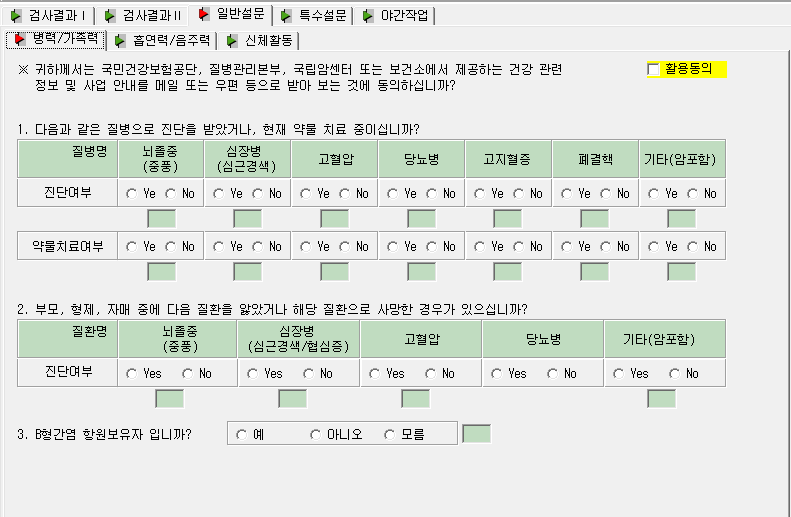 검사결과 I 검사결과 II 일반설문 특수설문 야간작업
병력/가족력 흡연력/음주력 신체활동
※ 귀하께서는 국민건강보험공단, 질병관리본부, 국립암센터 또는 보건소에서 제공하는 건강 관련 활용동의
정보 및 사업 안내를 메일 또는 우편 등으로 받아 보는 것에 동의하십니까?
1. 다음과 같은 질병으로 진단을 받았거나, 현재 약물 치료 중이십니까?
질병명 뇌졸중 (중풍) 심장병 (심근경색) 고혈압 당뇨병 고지혈증 폐결핵 기타(암포함)
진단여부 Ye No Ye No Ye No Ye No Ye No Ye No Ye No
약물치료여부 Ye No Ye No Ye No Ye No Ye No Ye No Ye No
2. 부모, 형제, 자매 중에 다음 질환을 앓았거나 해당 질환으로 사망한 경우가 있으십니까?
질환명 뇌졸중 (중풍) 심장병 (심근경색/협심증) 고혈압 당뇨병 기타(암포함)
진단여부 Yes No Yes No Yes No Yes No Yes No
3. B형간염 항원보유자 입니까? 예 아니오 모름